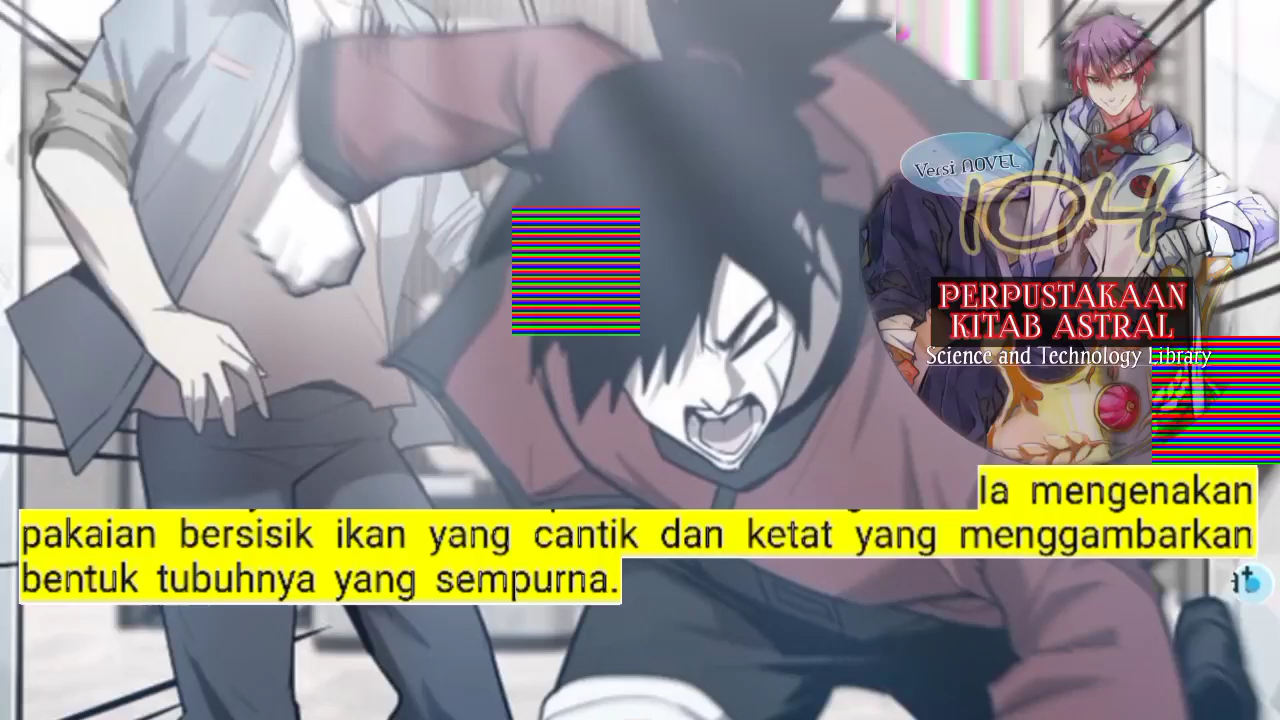 Versi NOVEL
104
PERPUSTAKAAN
KITAB ASTRAL
Science and Technology Library
Ia mengenakan
pakaian bersisik ikan yang cantik dan ketat yang menggambarkan
bentuk tubuhnya yang sempurna.